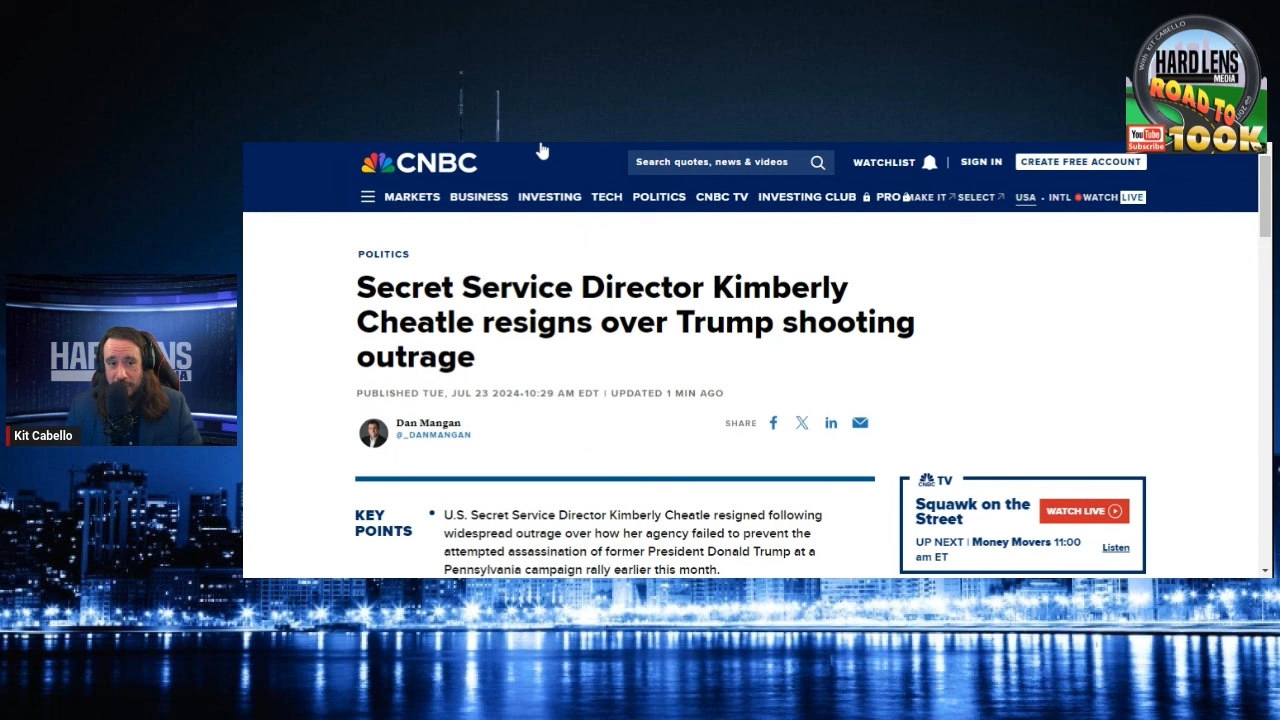 With KIT CABELLO
HARD LENS
MEDIA
ROAD TO
100K
You Tube
Subscribe
CNBC
Search quotes, news & videos
WATCHLIST
SIGN IN
CREATE FREE ACCOUNT
MARKETS BUSINESS INVESTING TECH POLITICS CNBC TV INVESTING CLUB PRO MAKE IT SELECT USA • INTL WATCH LIVE
POLITICS
Secret Service Director Kimberly
Cheatle resigns over Trump shooting
outrage
PUBLISHED TUE, JUL 23 2024•10:29 AM EDT | UPDATED 1 MIN AGO
Dan Mangan
@_DANMANGAN
SHARE
KEY
POINTS
• U.S. Secret Service Director Kimberly Cheatle resigned following
widespread outrage over how her agency failed to prevent the
attempted assassination of former President Donald Trump at a
Pennsylvania campaign rally earlier this month.
CNBC TV
Squawk on the
Street
WATCH LIVE
UP NEXT | Money Movers 11:00
am ET
Listen
Kit Cabello